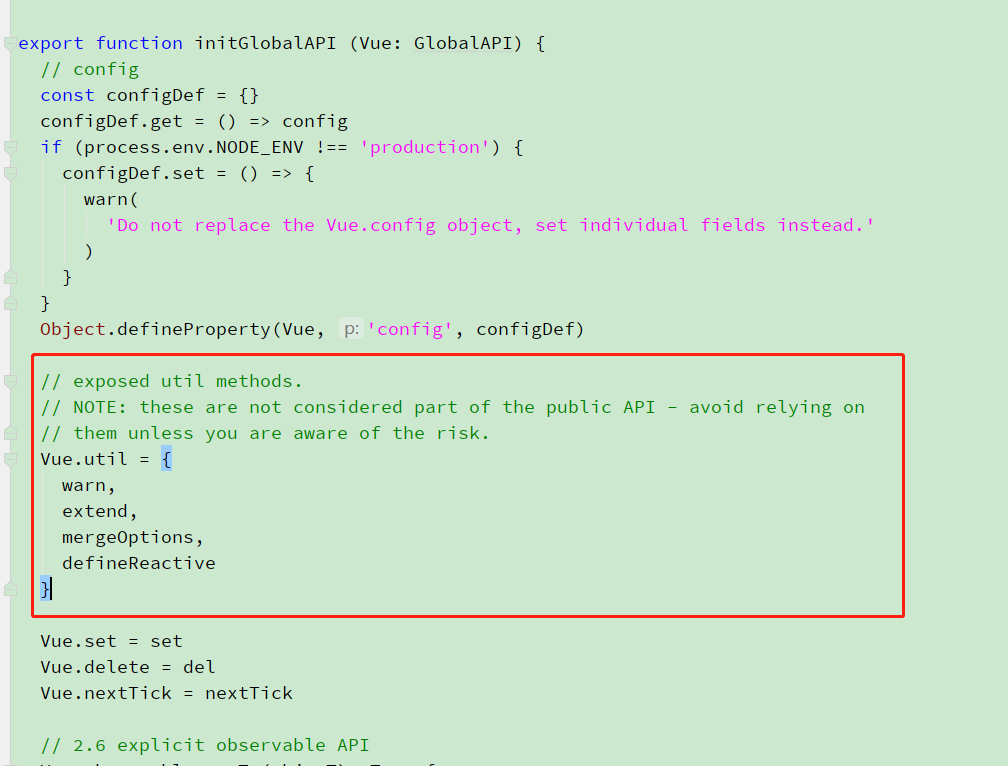 export function initGlobalAPI (Vue: GlobalAPI) {
  // config
  const configDef = {}
  configDef.get = () => config
  if (process.env.NODE_ENV !== 'production') {
    configDef.set = () => {
      warn(
        'Do not replace the Vue.config object, set individual fields instead.'
      )
    }
  }
  Object.defineProperty(Vue, p: 'config', configDef)
  // exposed util methods.
  // NOTE: these are not considered part of the public API - avoid relying on
  // them unless you are aware of the risk.
  Vue.util = {
    warn,
    extend,
    mergeOptions,
    defineReactive
  }
  Vue.set = set
  Vue.delete = del
  Vue.nextTick = nextTick
  // 2.6 explicit observable API